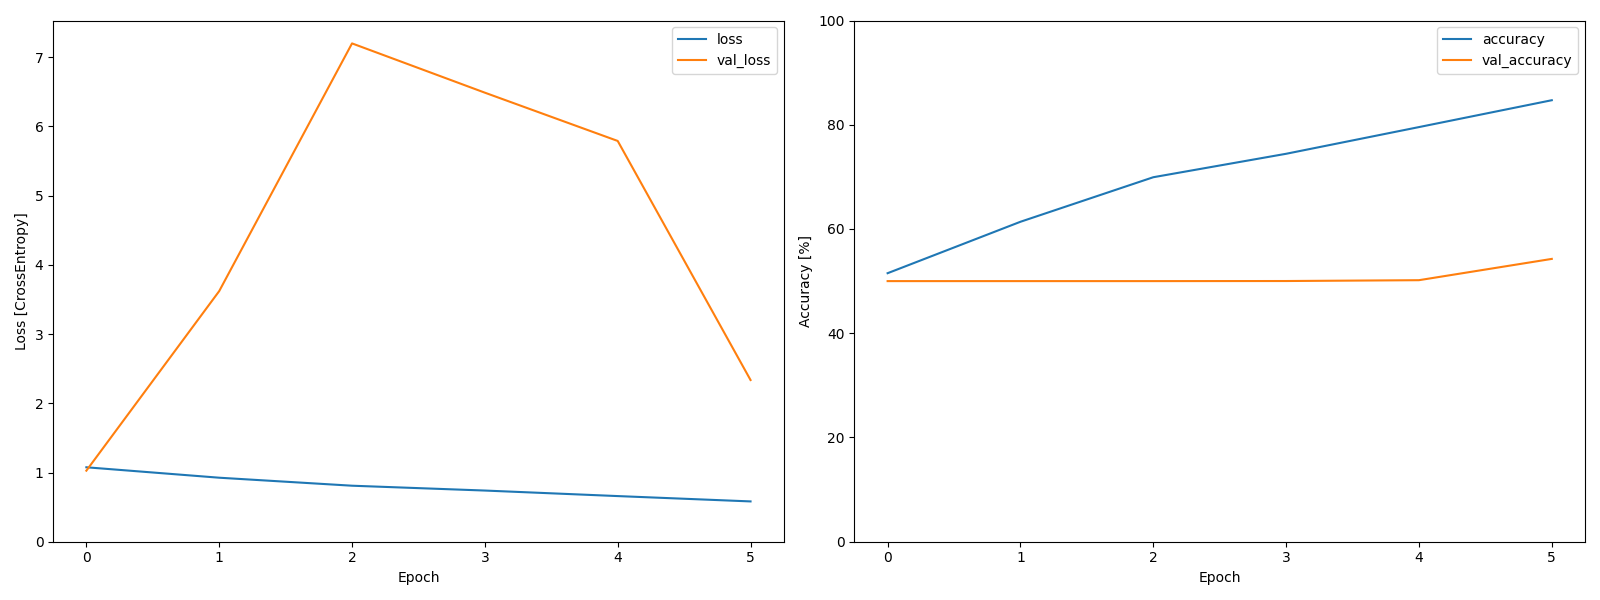 Loss [CrossEntropy]
7
6
5
4
3
2
1
0
0 1 2 3 4 5
Epoch
loss
val_loss
Accuracy [%]
100
80
60
40
20
0
0 1 2 3 4 5
Epoch
accuracy
val_accuracy